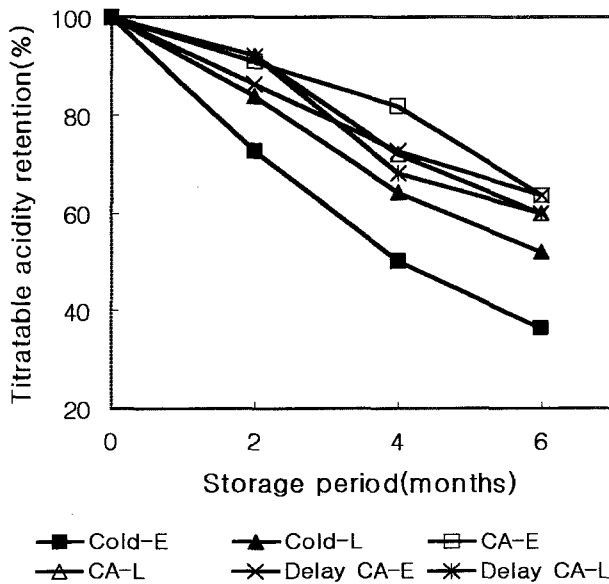 Titratable acidity retention(%)
100
80
60
40
20
0
2
4
6
Storage period(months)
Cold-E
Cold-L
CA-E
CA-L
Delay CA-E
Delay CA-L